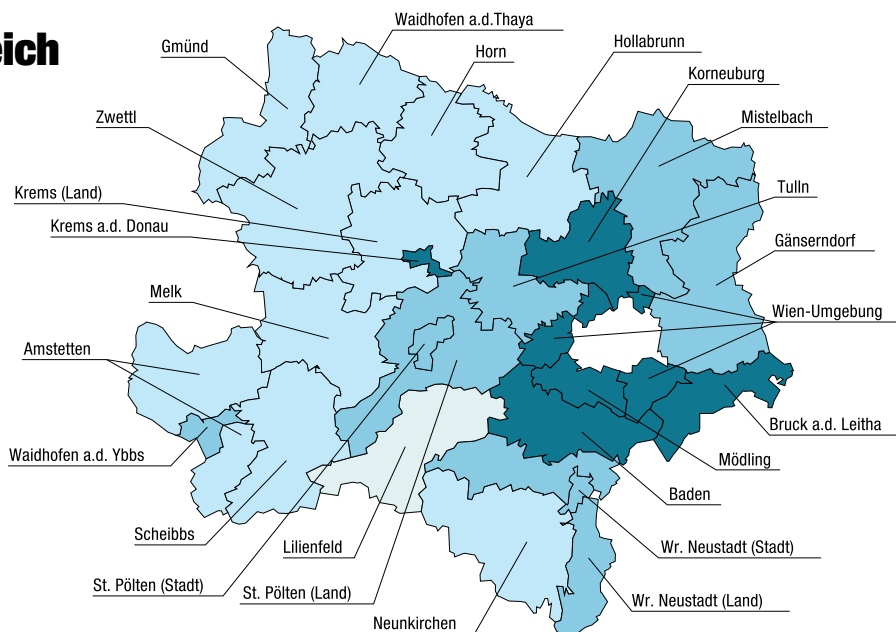 eich
Waidhofen a.d.Thaya
Gmünd
Horn
Hollabrunn
Korneuburg
Zwettl
Mistelbach
Krems (Land)
Tulln
Krems a.d. Donau
Gänserndorf
Melk
Wien-Umgebung
Amstetten
Bruck a.d. Leitha
Waidhofen a.d. Ybbs
Mödling
Baden
Scheibbs
Lilienfeld
Wr. Neustadt (Stadt)
St. Pölten (Stadt)
St. Pölten (Land)
Wr. Neustadt (Land)
Neunkirchen